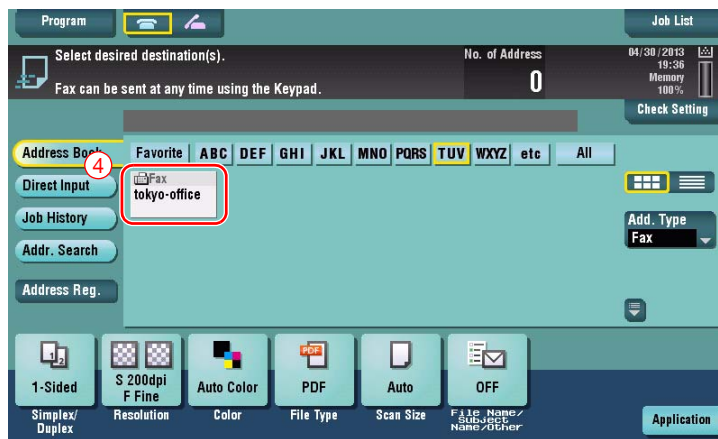 Program
Job List
Select desired destination(s).
No. of Address
04/30/2013
19:36
Fax can be sent at any time using the Keypad.
0
Memory
100%
Check Setting
Address Book
Favorite ABC DEF GHI JKL MNO PQRS TUV WXYZ etc All
4
Direct Input
Fax
tokyo-office
Job History
Add. Type
Fax
Addr. Search
Address Reg.
1 2
PDF
1-Sided
S 200dpi
F Fine
Auto Color
PDF
Auto
OFF
Simplex/
Duplex
Resolution
Color
File Type
Scan Size
File Name/
Subject
Name/Other
Application